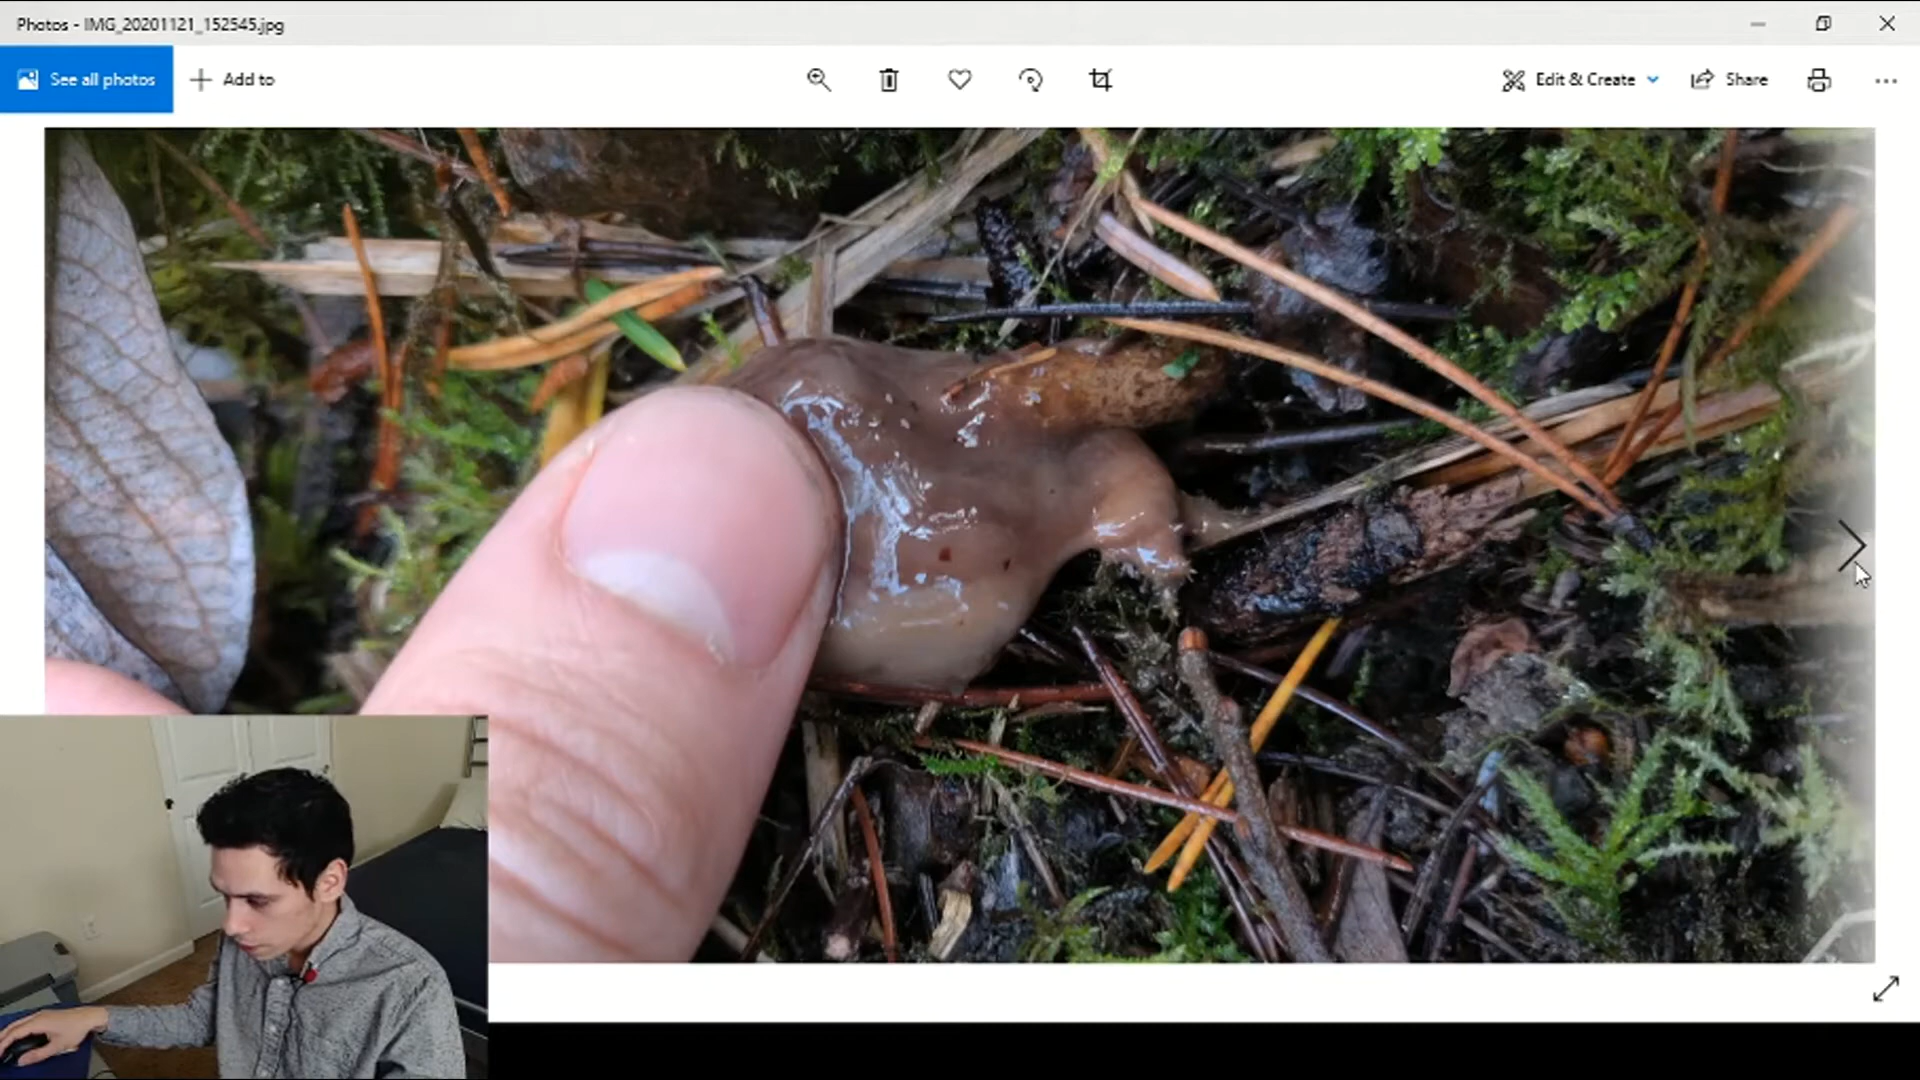 Photos - IMG_20201121_152545.jpg
See all photos
Add to
Edit & Create
Share